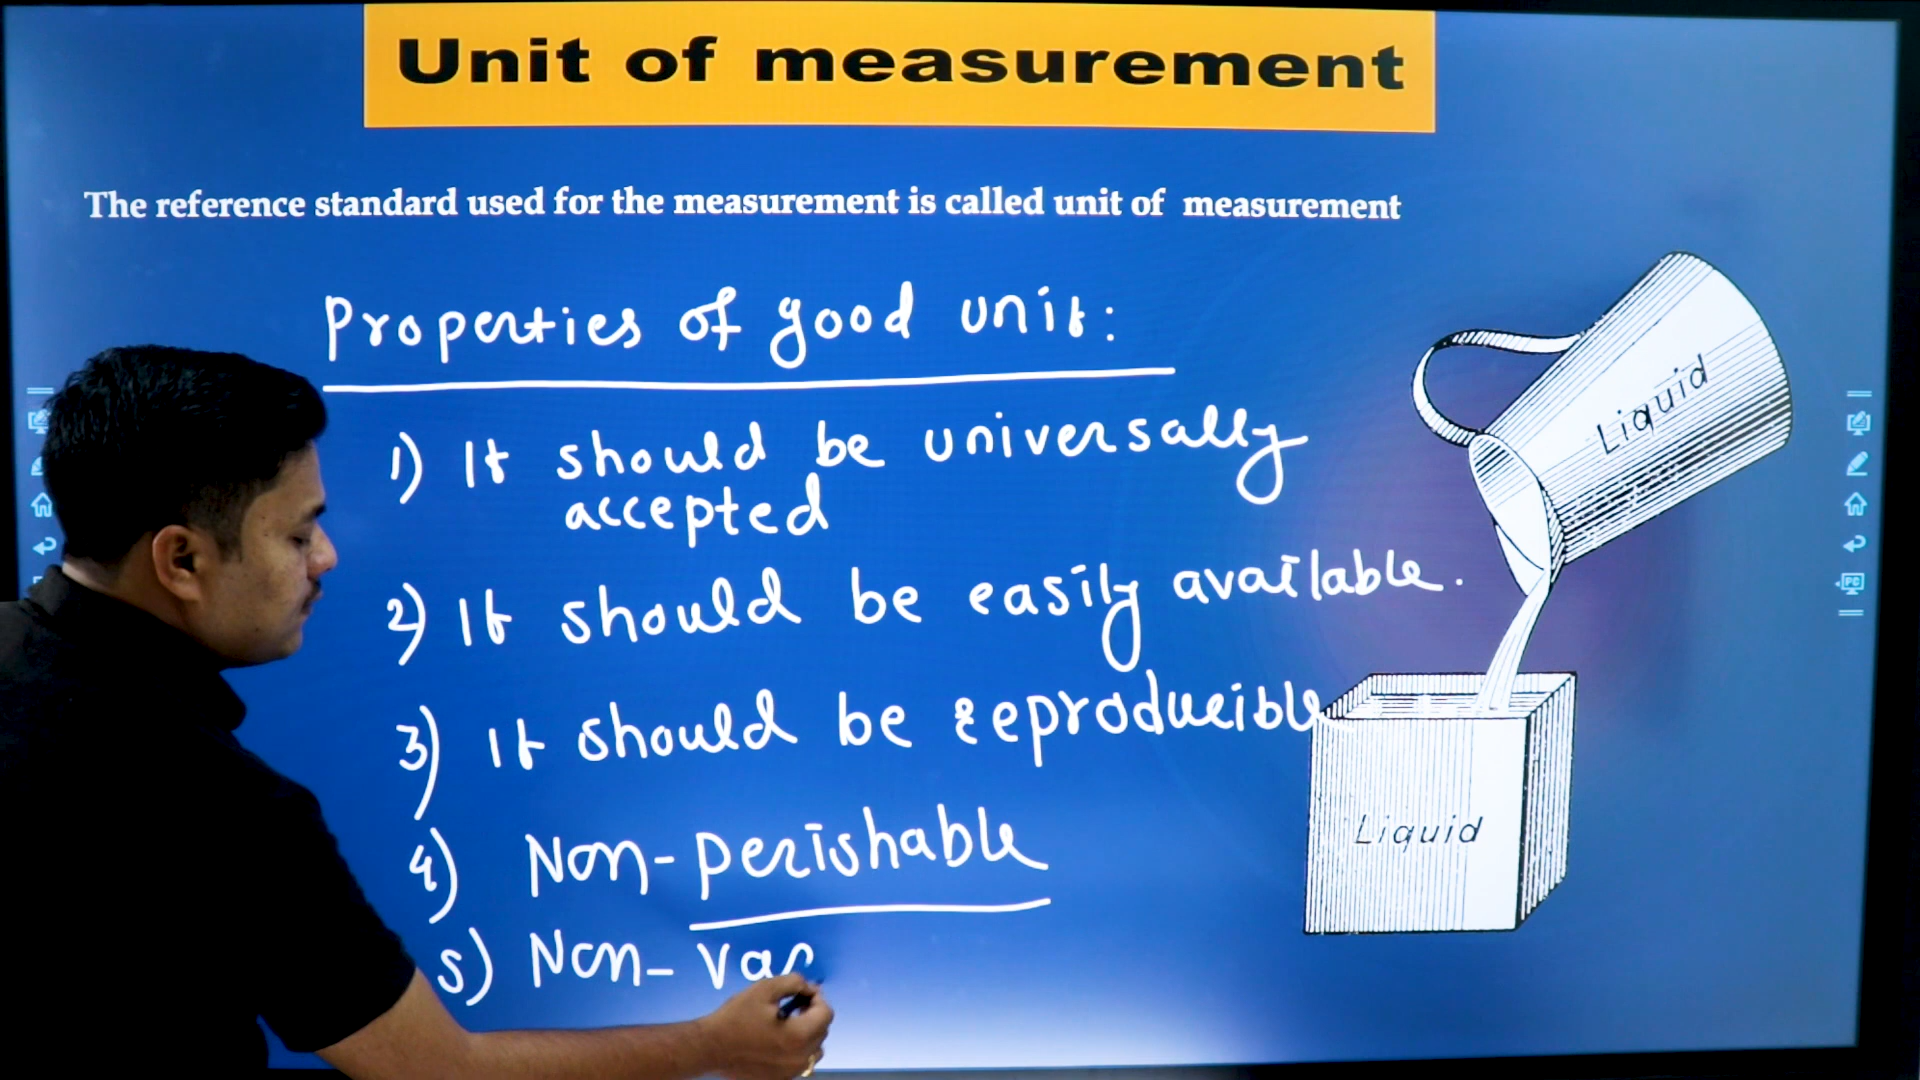 Unit of measurement
The reference standard used for the measurement is called unit of measurement
Properties of good unit:
1) It should be universally
accepted
2) It should be easily available.
3) It should be reproducible
4) Non-perishable
5) Non-var
Liquid
Liquid
PC